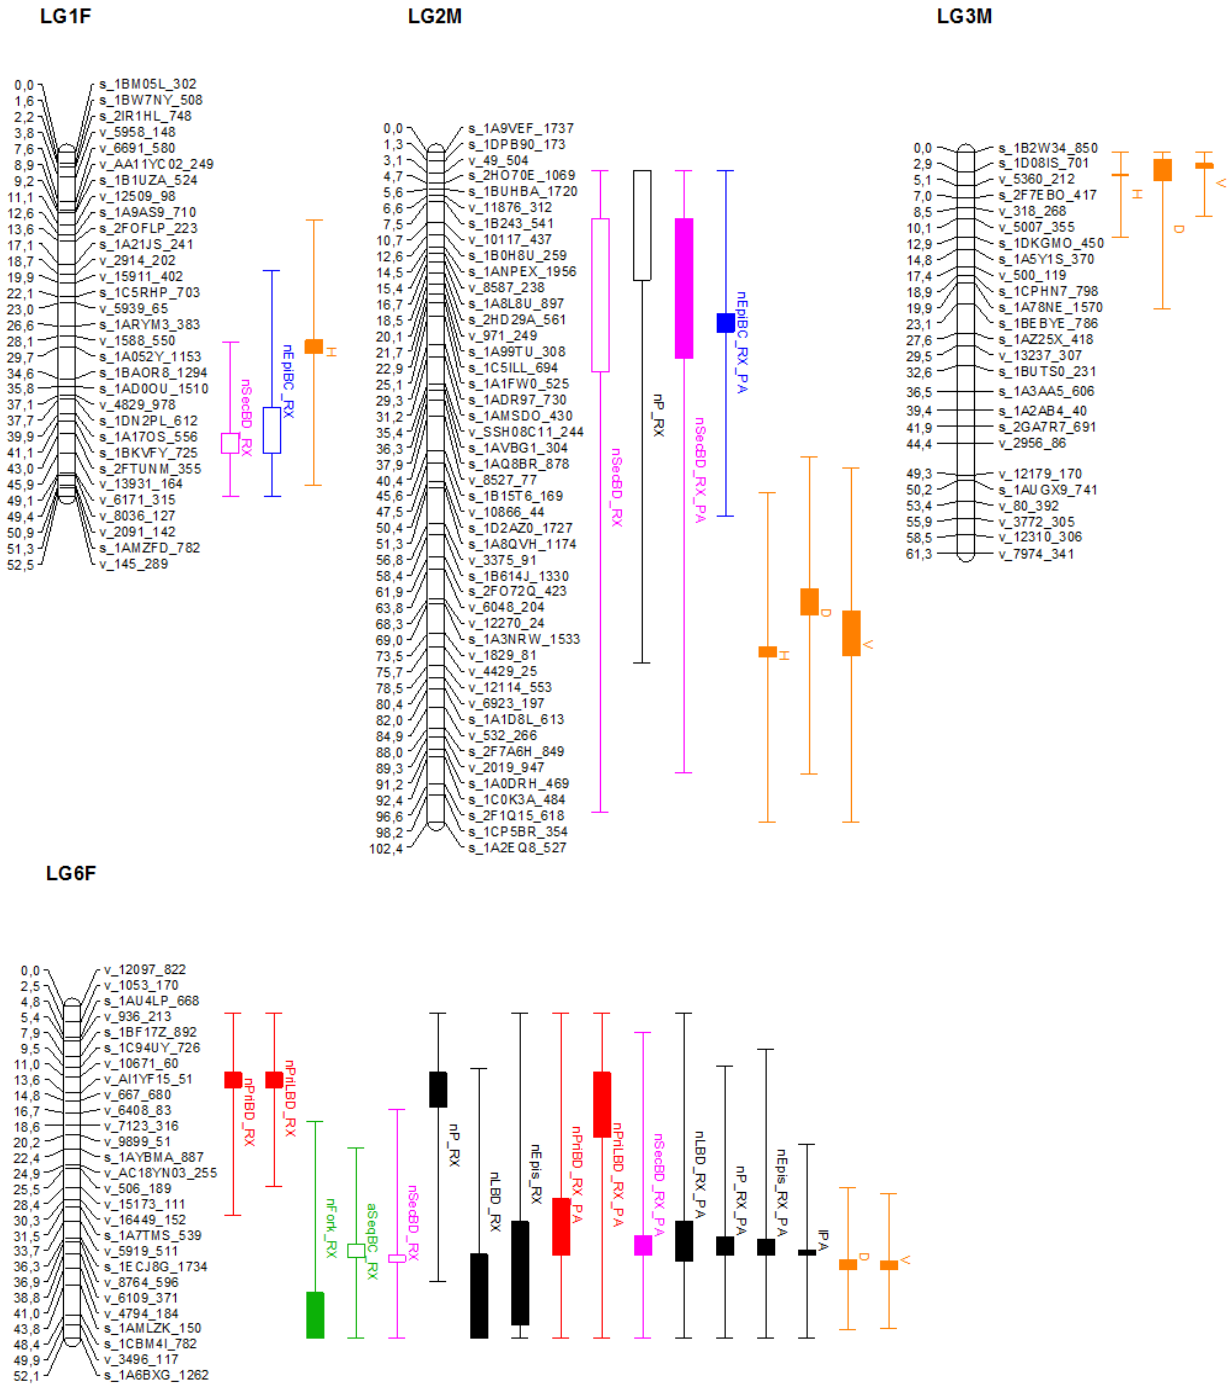 LG1F
0,0 s_1BM05L_302
1,6 s_1BW7NY_508
2,2 s_2IR1HL_748
3,8 v_5958_148
7,6 v_6691_580
8,9 v_AA11YC02_249
9,2 s_1B1UZA_524
11,1 v_12509_98
12,6 s_1A9AS9_710
13,6 s_2FOFLP_223
17,1 s_1A21JS_241
18,7 v_2914_202
19,9 v_15911_402
22,1 s_1C5RHP_703
23,0 v_5939_65
26,6 s_1ARYM3_383
28,1 v_1588_550
29,7 s_1A052Y_1153
34,6 s_1BAOR8_1294
35,8 s_1AD0OU_1510
37,1 v_4829_978
37,7 s_1DN2PL_612
39,9 s_1A17OS_556
41,1 s_1BKVFY_725
43,0 s_2FTUNM_355
45,9 v_13931_164
49,1 v_6171_315
49,4 v_8036_127
50,9 v_2091_142
51,3 s_1AMZFD_782
52,5 v_145_289
nSecBD_RX
nEpiBC_RX
H
LG2M
0,0 s_1A9VEF_1737
1,3 s_1DPB90_173
3,1 v_49_504
4,7 s_2HO70E_1069
5,6 s_1BUHBA_1720
6,6 v_11876_312
7,5 s_1B243_541
10,7 v_10117_437
12,6 s_1B0H8U_259
14,5 s_1ANPEX_1956
15,4 v_8587_238
16,7 s_1A8L8U_897
18,5 s_2HD29A_561
20,1 v_971_249
21,7 s_1A99TU_308
22,9 s_1C5ILL_694
25,1 s_1A1FW0_525
29,3 s_1ADR97_730
31,2 s_1AMSDO_430
35,4 v_SSH08C11_244
36,3 s_1AVBG1_304
37,9 s_1AQ8BR_878
40,4 v_8527_77
45,6 s_1B15T6_169
47,5 v_10866_44
50,4 s_1D2AZ0_1727
51,3 s_1A8QVH_1174
56,8 v_3375_91
58,4 s_1B614J_1330
61,9 s_2FO72Q_423
63,8 v_6048_204
68,3 v_12270_24
69,0 s_1A3NRW_1533
73,5 v_1829_81
75,7 v_4429_25
78,5 v_12114_553
80,4 v_6923_197
82,0 s_1A1D8L_613
84,9 v_532_266
88,0 s_2F7A6H_849
89,3 v_2019_947
91,2 s_1A0DRH_469
92,4 s_1C0K3A_484
96,6 s_2F1Q15_618
98,2 s_1CP5BR_354
102,4 s_1A2EQ8_527
nSecBD_RX
nP_RX
nSecBD_RX_PA
nEpiBC_RX_PA
H
D
V
LG3M
0,0 s_1B2W34_850
2,9 s_1D08IS_701
5,1 v_5360_212
7,0 s_2F7EBO_417
8,5 v_318_268
10,1 v_5007_355
12,9 s_1DKGMO_450
14,8 s_1A5Y1S_370
17,4 v_500_119
18,9 s_1CPHN7_798
19,9 s_1A78NE_1570
23,1 s_1BEBYE_786
27,6 s_1AZ25X_418
29,5 v_13237_307
32,6 s_1BUTS0_231
36,5 s_1A3AA5_606
39,4 s_1A2AB4_40
41,9 s_2GA7R7_691
44,4 v_2956_86
49,3 v_12179_170
50,2 s_1AUGX9_741
53,4 v_80_392
55,9 v_3772_305
58,5 v_12310_306
61,3 v_7974_341
H
D
V
LG6F
0,0 v_12097_822
2,5 v_1053_170
4,8 s_1AU4LP_668
5,4 v_936_213
7,9 s_1BF17Z_892
9,5 s_1C94UY_726
11,0 v_10671_60
13,6 v_AI1YF15_51
14,8 v_667_680
16,7 v_6408_83
18,6 v_7123_316
20,2 v_9899_51
22,4 s_1AYBMA_887
24,9 v_AC18YN03_255
25,5 v_506_189
28,4 v_15173_111
30,3 v_16449_152
31,5 s_1A7TMS_539
33,7 v_5919_511
36,3 s_1ECJ8G_1734
36,9 v_8764_596
38,8 v_6109_371
41,0 v_4794_184
43,8 s_1AMLZK_150
48,4 s_1CBM4I_782
49,9 v_3496_117
52,1 s_1A6BXG_1262
nPriBD_RX
nPriLBD_RX
nFork_RX
aSeqBC_RX
nSecBD_RX
nP_RX
nLBD_RX
nEpis_RX
nPriBD_RX_PA
nPriLBD_RX_PA
nSecBD_RX_PA
nLBD_RX_PA
nP_RX_PA
nEpis_RX_PA
IPA
D
V